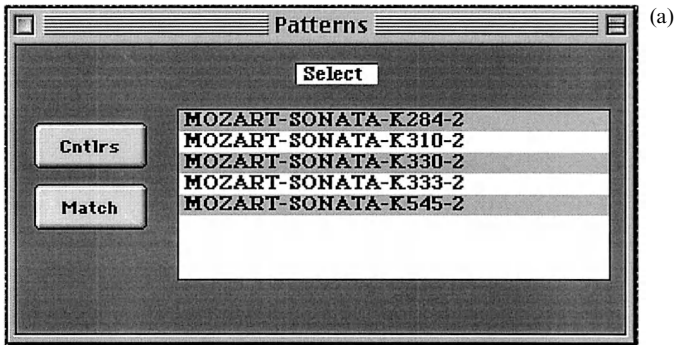 Patterns
(a)
Select
Cntlrs
Match
MOZART-SONATA-K284-2
MOZART-SONATA-K310-2
MOZART-SONATA-K330-2
MOZART-SONATA-K333-2
MOZART-SONATA-K545-2